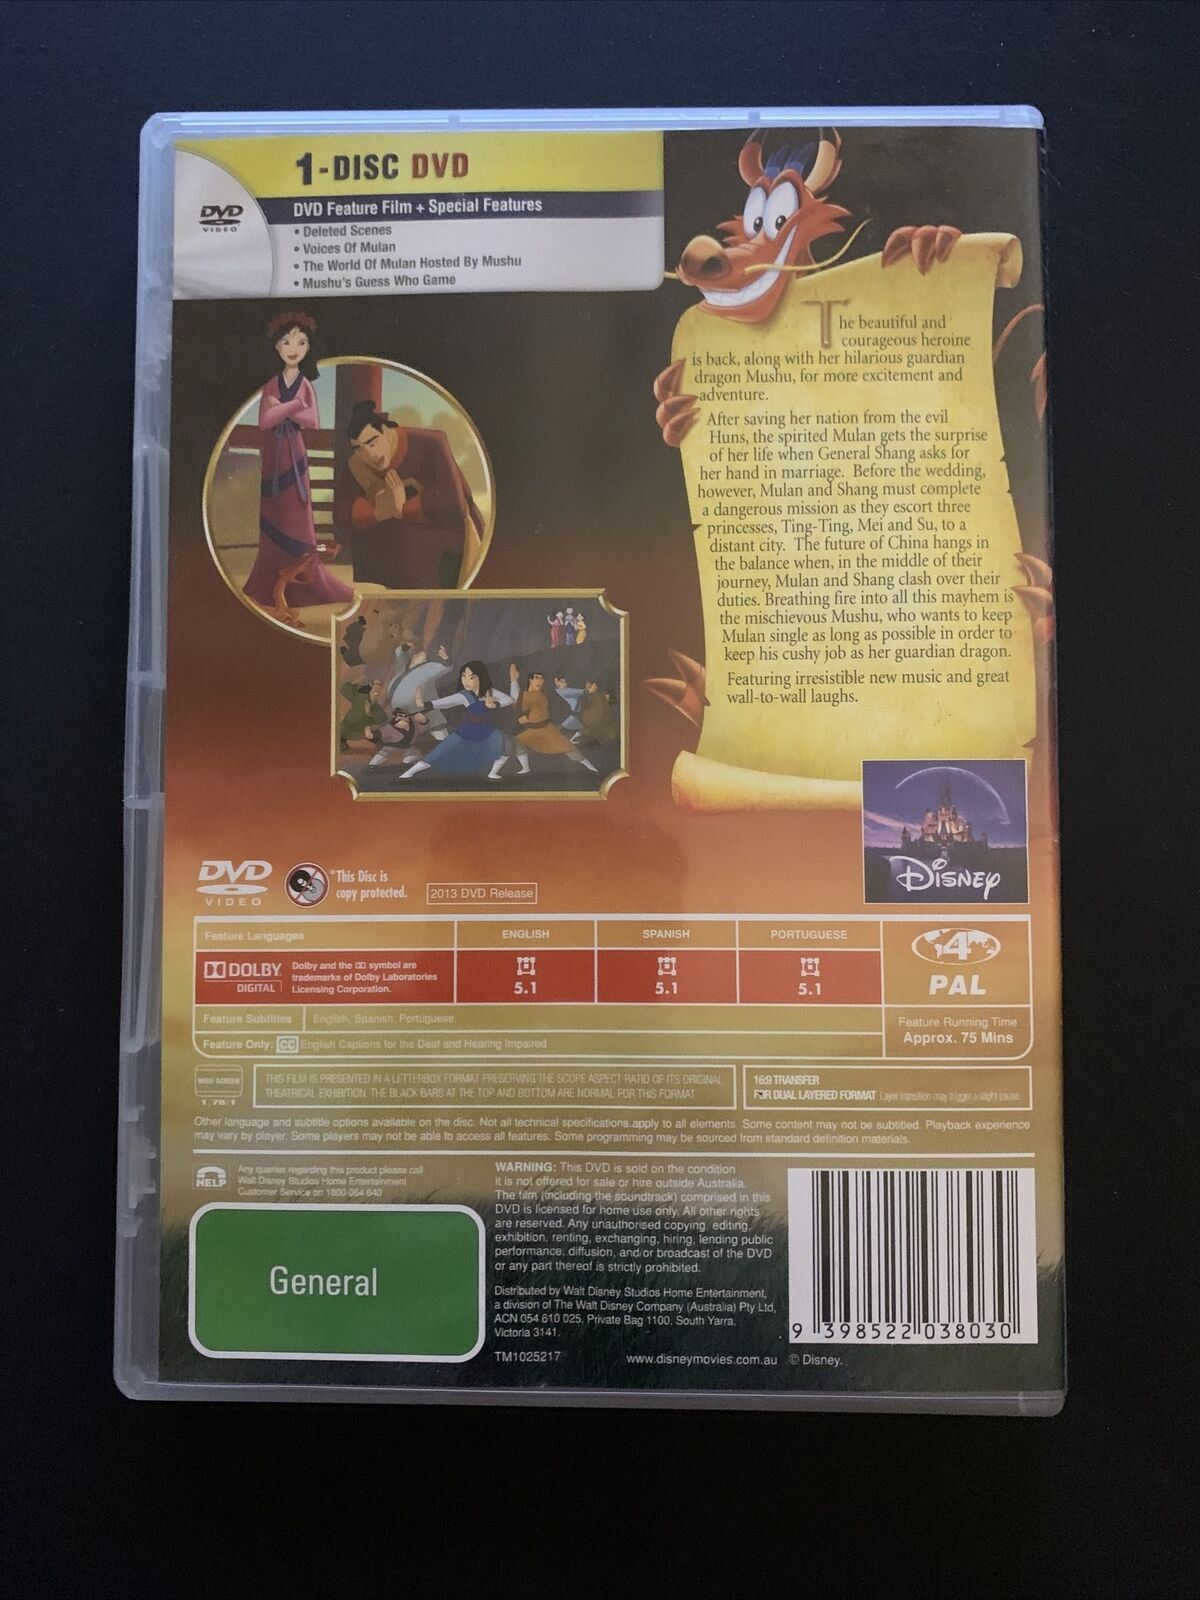 1-DISC DVD
DVD Feature Film + Special Features
DVD
VIDEO
• Deleted Scenes
• Voices Of Mulan
• The World Of Mulan Hosted By Mushu
• Mushu's Guess Who Game
The beautiful and
courageous heroine
is back, along with her hilarious guardian
dragon Mushu, for more excitement and
adventure.
After saving her nation from the evil
Huns, the spirited Mulan gets the surprise
of her life when General Shang asks for
her hand in marriage. Before the wedding,
however, Mulan and Shang must complete
a dangerous mission as they escort three
princesses, Ting-Ting, Mei and Su, to a
distant city. The future of China hangs in
the balance when, in the middle of their
journey, Mulan and Shang clash over their
duties. Breathing fire into all this mayhem is
the mischievous Mushu, who wants to keep
Mulan single as long as possible in order to
keep his cushy job as her guardian dragon.
Featuring irresistible new music and great
wall-to-wall laughs.
Disney
DVD
VIDEO
*This Disc is
copy protected.
2013 DVD Release
Feature Languages
ENGLISH
SPANISH
PORTUGUESE
DOLBY
DIGITAL
Dolby and the DD symbol are
trademarks of Dolby Laboratories
Licensing Corporation.
5.1
5.1
5.1
4
PAL
Feature Subtitles
English, Spanish, Portuguese.
Feature Only: CC English Captions for the Deaf and Hearing Impaired
Feature Running Time
Approx. 75 Mins
WIDE SCREEN
1.78:1
THIS FILM IS PRESENTED IN A LETTERBOX FORMAT PRESERVING THE SCOPE ASPECT RATIO OF ITS ORIGINAL
THEATRICAL EXHIBITION. THE BLACK BARS AT THE TOP AND BOTTOM ARE NORMAL FOR THIS FORMAT.
16:9 TRANSFER
FOR DUAL LAYERED FORMAT Layer transition may trigger a slight pause.
Other language and subtitle options available on the disc. Not all technical specifications apply to all elements. Some content may not be subtitled. Playback experience
may vary by player. Some players may not be able to access all features. Some programming may be sourced from standard definition materials.
HELP
Any queries regarding this product please call
Walt Disney Studios Home Entertainment
Customer Service on 1800 064 640
General
WARNING: This DVD is sold on the condition
it is not offered for sale or hire outside Australia.
The film (including the soundtrack) comprised in this
DVD is licensed for home use only. All other rights
are reserved. Any unauthorised copying, editing,
exhibition, renting, exchanging, hiring, lending public
performance, diffusion, and/or broadcast of the DVD
or any part thereof is strictly prohibited.
Distributed by Walt Disney Studios Home Entertainment,
a division of The Walt Disney Company (Australia) Pty Ltd,
ACN 054 610 025, Private Bag 1100, South Yarra,
Victoria 3141.
TM1025217
www.disneymovies.com.au © Disney.
9 398522 038030